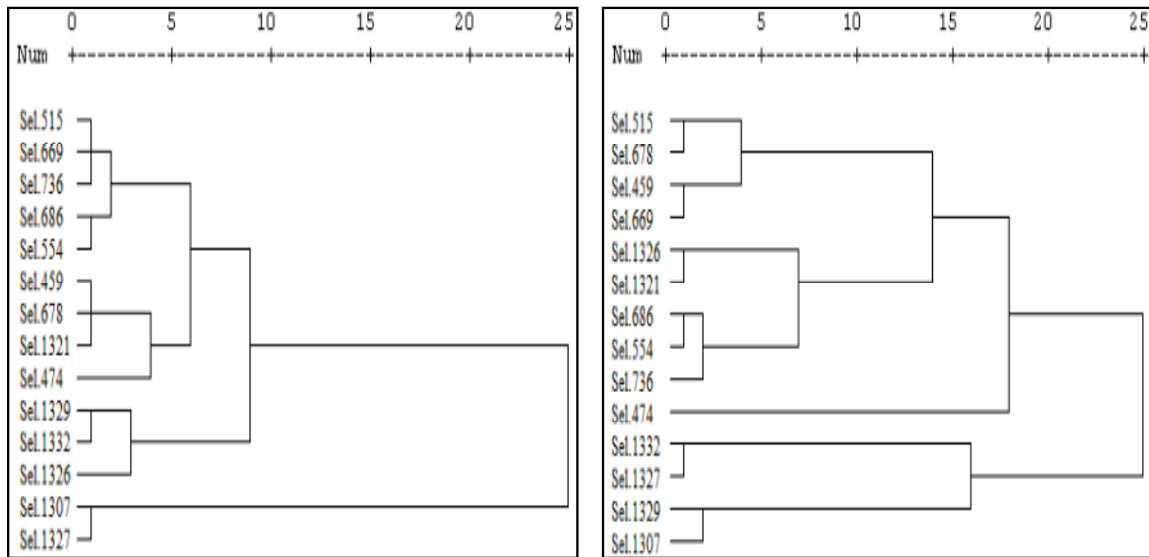 0 5 10 15 20 25
Num
Sel.515
Sel.669
Sel.736
Sel.686
Sel.554
Sel.459
Sel.678
Sel.1321
Sel.474
Sel.1329
Sel.1332
Sel.1326
Sel.1307
Sel.1327
0 5 10 15 20 25
Num
Sel.515
Sel.678
Sel.459
Sel.669
Sel.1326
Sel.1321
Sel.686
Sel.554
Sel.736
Sel.474
Sel.1332
Sel.1327
Sel.1329
Sel.1307